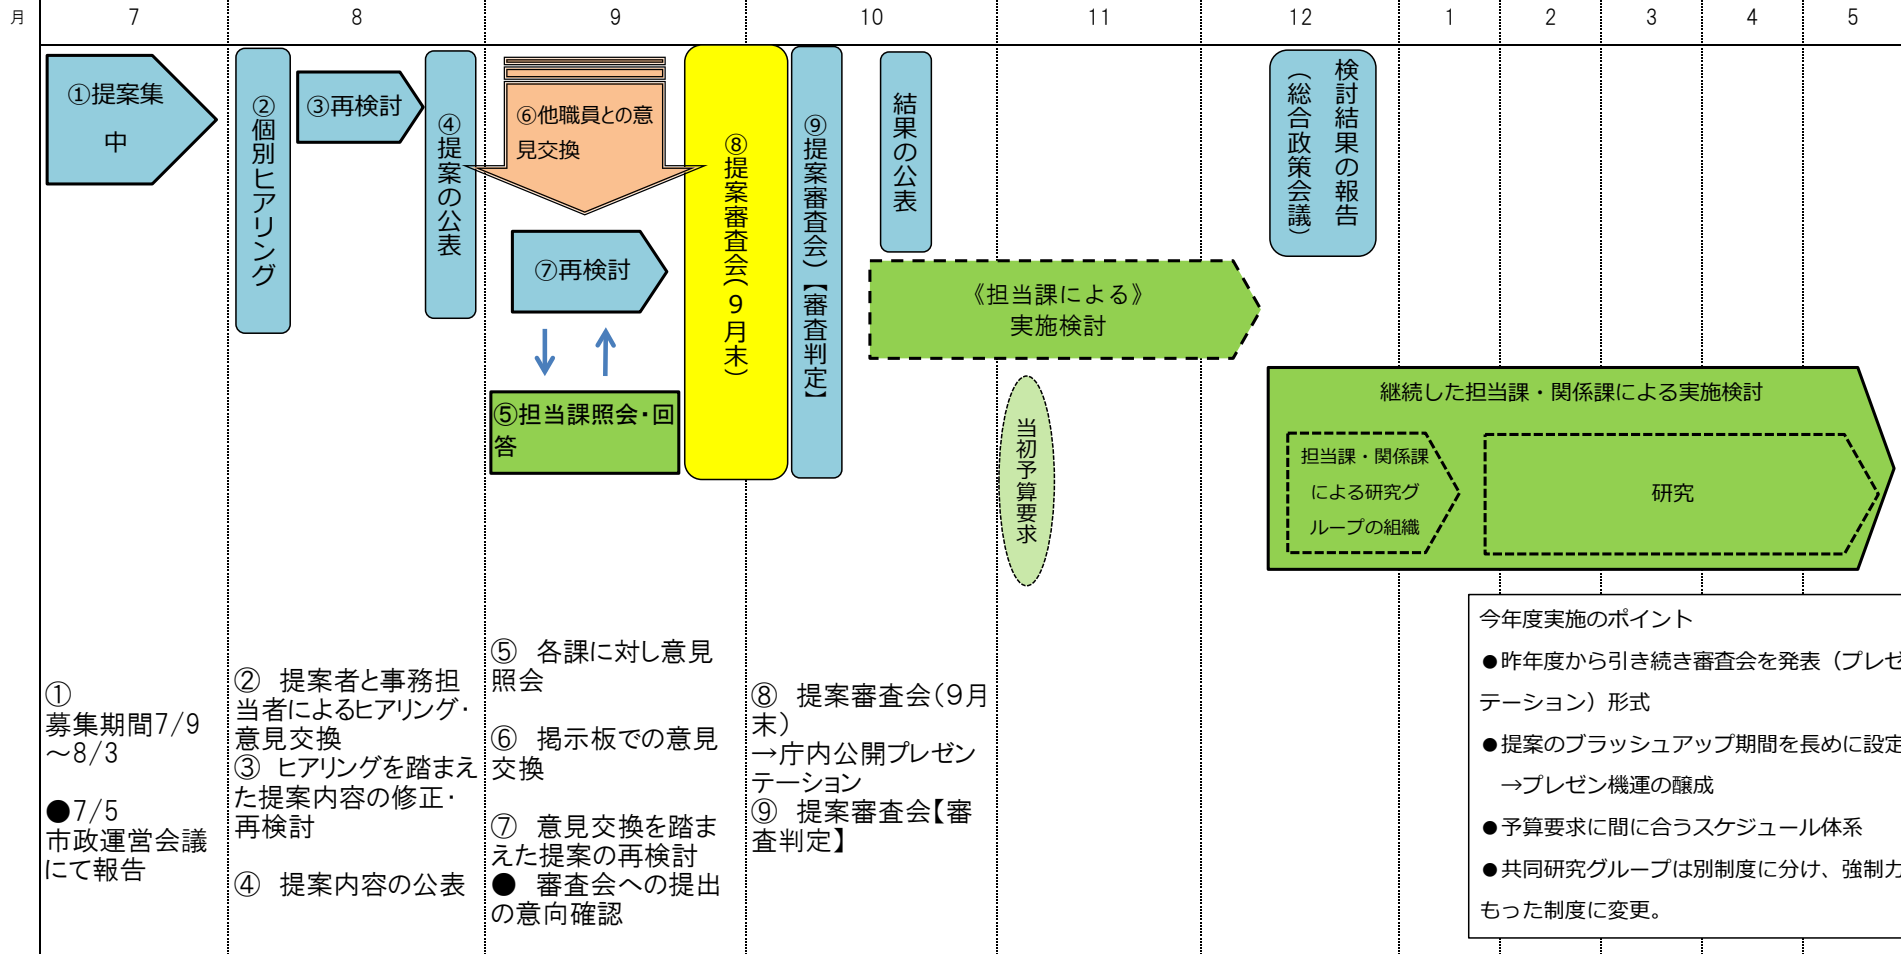 月 7 8 9 10 11 12 1 2 3 4 5
①提案集
中
②個別ヒアリング
③再検討
④提案の公表
⑥他職員との意
見交換
⑦再検討
⑤担当課照会・回
答
⑧提案審査会(９月末)
⑨提案審査会)【審査判定】
結果の公表
《担当課による》
実施検討
当初予算要求
検討結果の報告
(総合政策会議)
継続した担当課・関係課による実施検討
担当課・関係課
による研究グ
ループの組織
研究
①
募集期間7/9
～8/3
●7/5
市政運営会議
にて報告
②　提案者と事務担
当者によるヒアリング・
意見交換
③　ヒアリングを踏まえ
た提案内容の修正・
再検討
④　提案内容の公表
⑤　各課に対し意見
照会
⑥　掲示板での意見
交換
⑦　意見交換を踏ま
えた提案の再検討
●　審査会への提出
の意向確認
⑧　提案審査会(９月
末)
→庁内公開プレゼン
テーション
⑨　提案審査会【審
査判定】
今年度実施のポイント
●昨年度から引き続き審査会を発表（プレゼ
テーション）形式
●提案のブラッシュアップ期間を長めに設定
→プレゼン機運の醸成
●予算要求に間に合うスケジュール体系
●共同研究グループは別制度に分け、強制力
もった制度に変更。